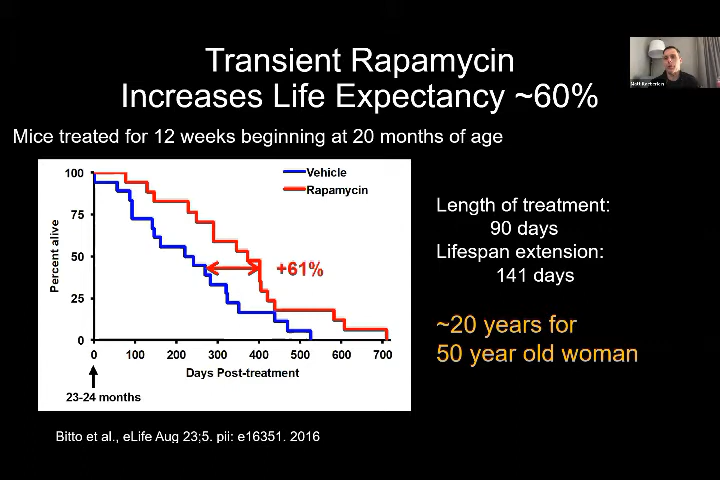 Transient Rapamycin
Increases Life Expectancy ~60%
Mice treated for 12 weeks beginning at 20 months of age
Vehicle
Rapamycin
100
75
50
25
0
Percent alive
+61%
0 100 200 300 400 500 600 700
Days Post-treatment
23-24 months
Length of treatment:
90 days
Lifespan extension:
141 days
~20 years for
50 year old woman
Bitto et al., eLife Aug 23;5. pii: e16351. 2016